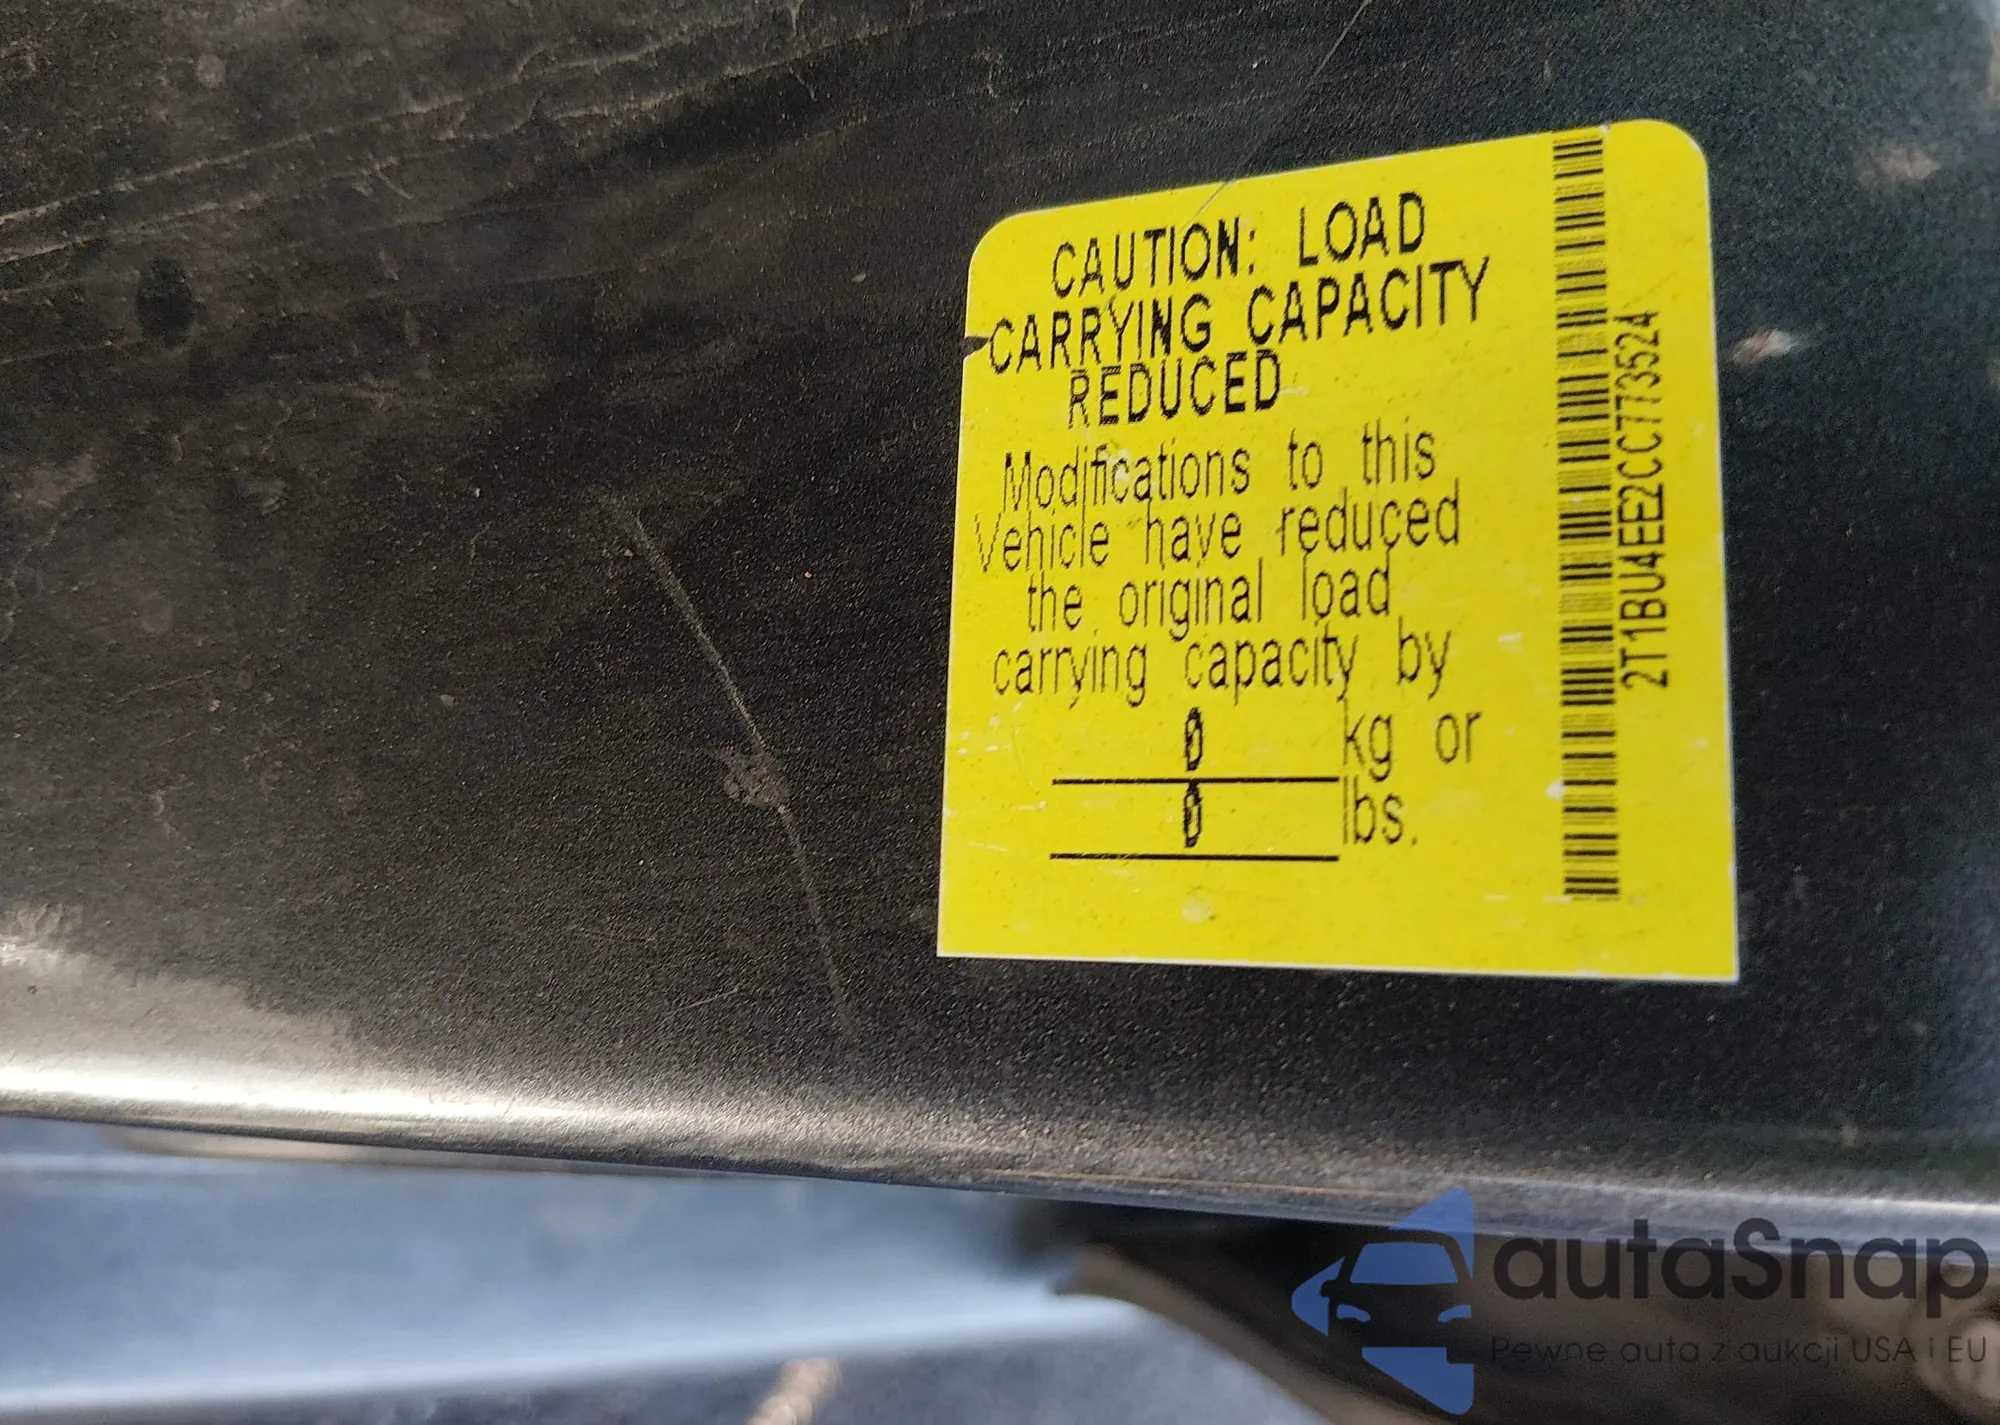 CAUTION: LOAD
CARRYING CAPACITY
REDUCED
Modifications to this
Vehicle have reduced
the original load
carrying capacity by
0 kg or
0 lbs.
2T1BU4EE2CC773524
autaSnap
Pewne auta z aukcji USA i EU